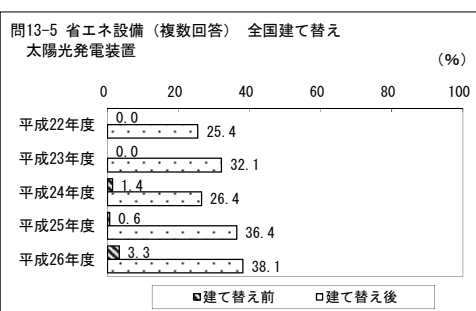 問13-5 省エネ設備（複数回答） 全国建て替え
太陽光発電装置
（%）
0 20 40 60 80 100
平成22年度 0.0
25.4
平成23年度 0.0
32.1
平成24年度 1.4
26.4
平成25年度 0.6
36.4
平成26年度 3.3
38.1
建て替え前 建て替え後